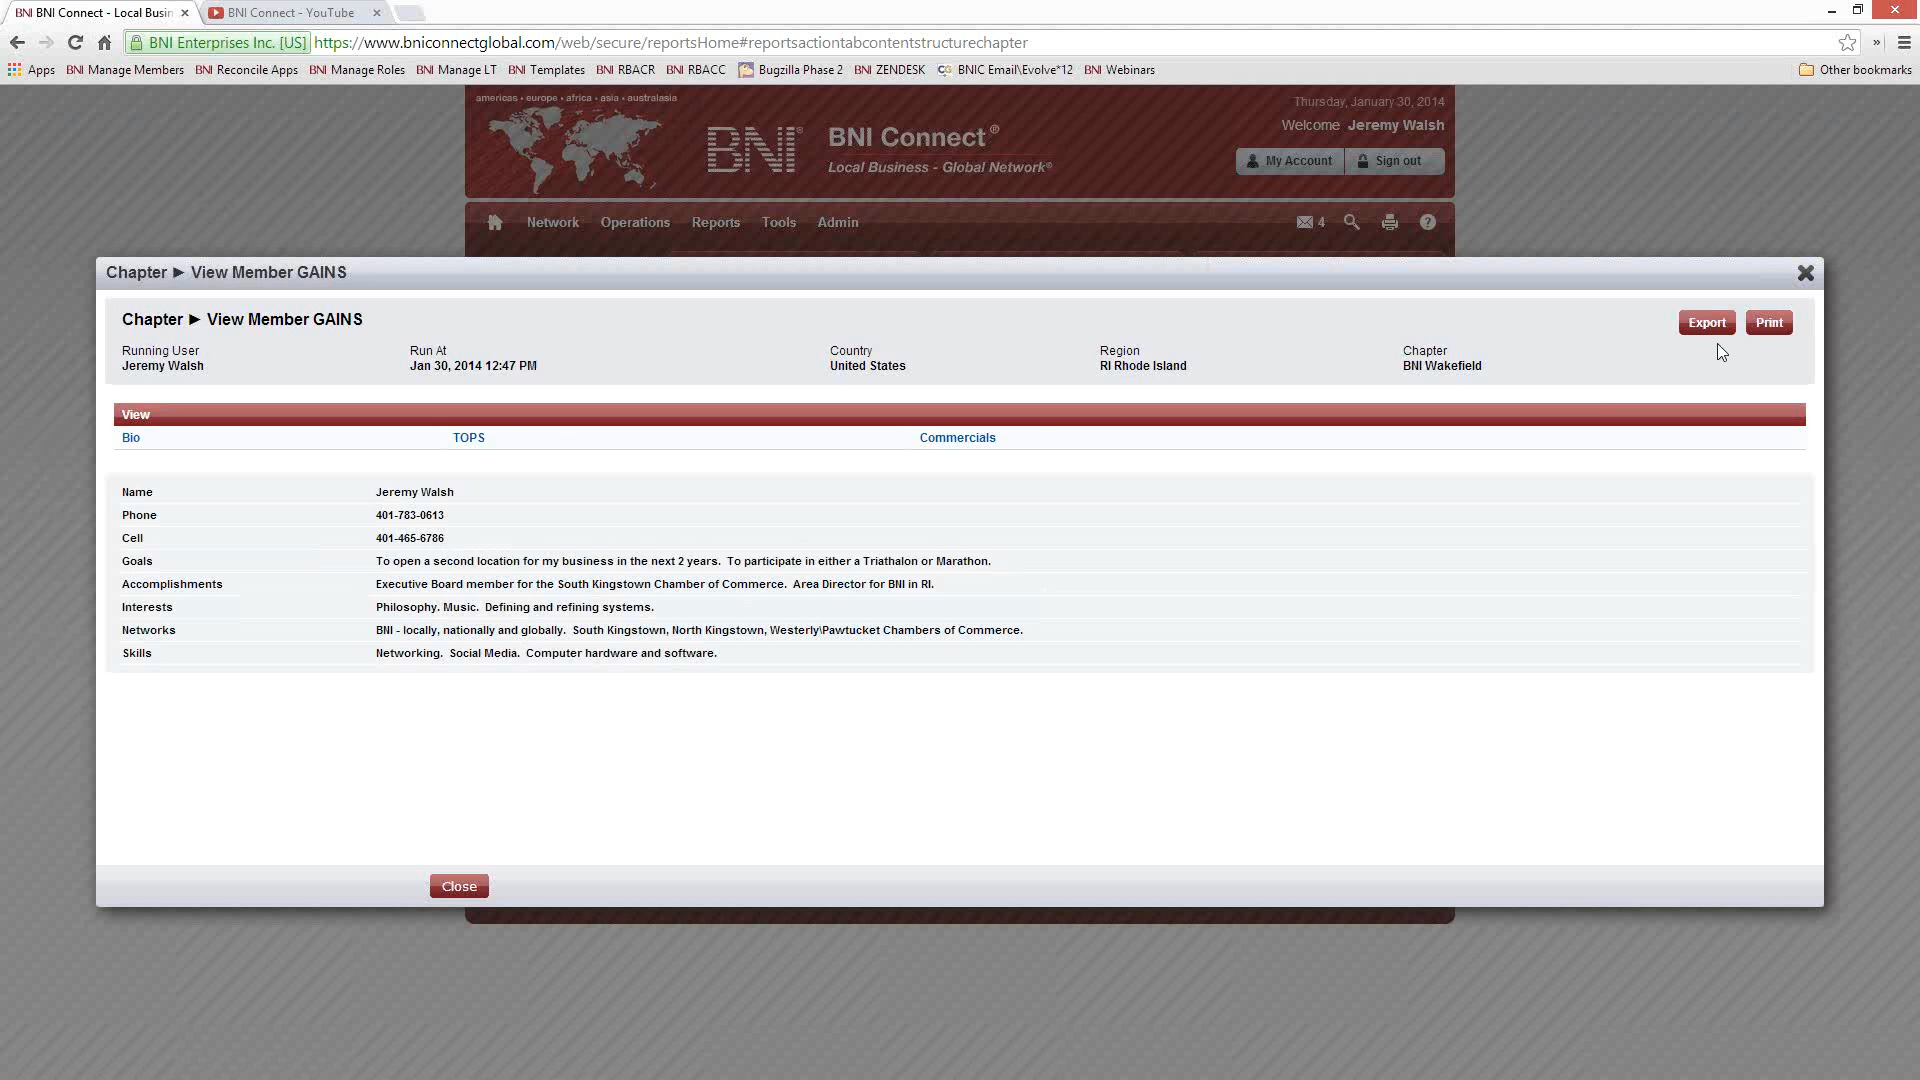 BNI BNI Connect - Local Busin
BNI Connect - YouTube
BNI Enterprises Inc. [US] https://www.bniconnectglobal.com/web/secure/reportsHome#reportsactiontabcontentstructurechapter
Apps BNI Manage Members BNI Reconcile Apps BNI Manage Roles BNI Manage LT BNI Templates BNI RBACR BNI RBACC Bugzilla Phase 2 BNI ZENDESK CG BNIC Email\Evolve*12 BNI Webinars Other bookmarks
americas • europe • africa • asia • australasia
Thursday, January 30, 2014
Welcome Jeremy Walsh
BNI® BNI Connect®
Local Business - Global Network®
My Account Sign out
Network Operations Reports Tools Admin 4 ?
Chapter ► View Member GAINS
Chapter ► View Member GAINS
Export Print
Running User Run At Country Region Chapter
Jeremy Walsh Jan 30, 2014 12:47 PM United States RI Rhode Island BNI Wakefield
View
Bio TOPS Commercials
Name Jeremy Walsh
Phone 401-783-0613
Cell 401-465-6786
Goals To open a second location for my business in the next 2 years. To participate in either a Triathalon or Marathon.
Accomplishments Executive Board member for the South Kingstown Chamber of Commerce. Area Director for BNI in RI.
Interests Philosophy. Music. Defining and refining systems.
Networks BNI - locally, nationally and globally. South Kingstown, North Kingstown, Westerly\Pawtucket Chambers of Commerce.
Skills Networking. Social Media. Computer hardware and software.
Close